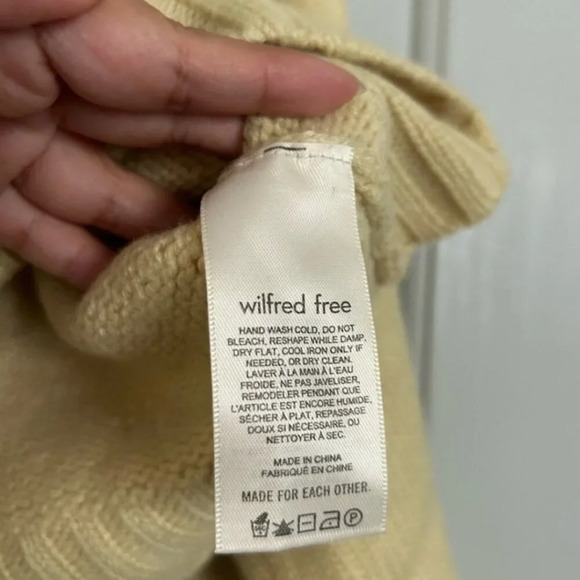 wilfred free
HAND WASH COLD, DO NOT
BLEACH, RESHAPE WHILE DAMP,
DRY FLAT, COOL IRON ONLY IF
NEEDED, OR DRY CLEAN.
LAVER À LA MAIN À L'EAU
FROIDE, NE PAS JAVELISER,
REMODELER PENDANT QUE
L'ARTICLE EST ENCORE HUMIDE,
SÉCHER À PLAT, REPASSAGE
DOUX SI NÉCESSAIRE, OU
NETTOYER À SEC.
MADE IN CHINA
FABRIQUÉ EN CHINE
MADE FOR EACH OTHER.
P